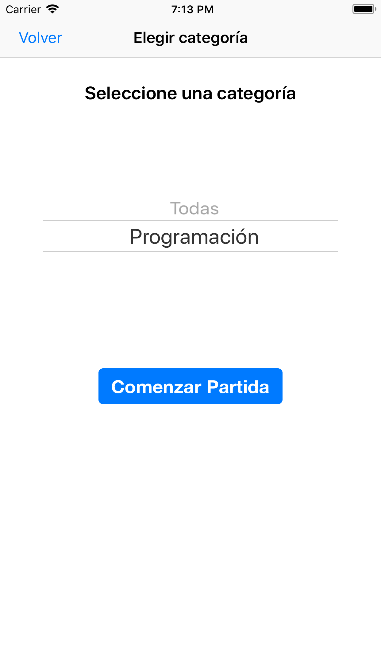 Carrier 7:13 PM
Volver Elegir categoría
Seleccione una categoría
Todas
Programación
Comenzar Partida